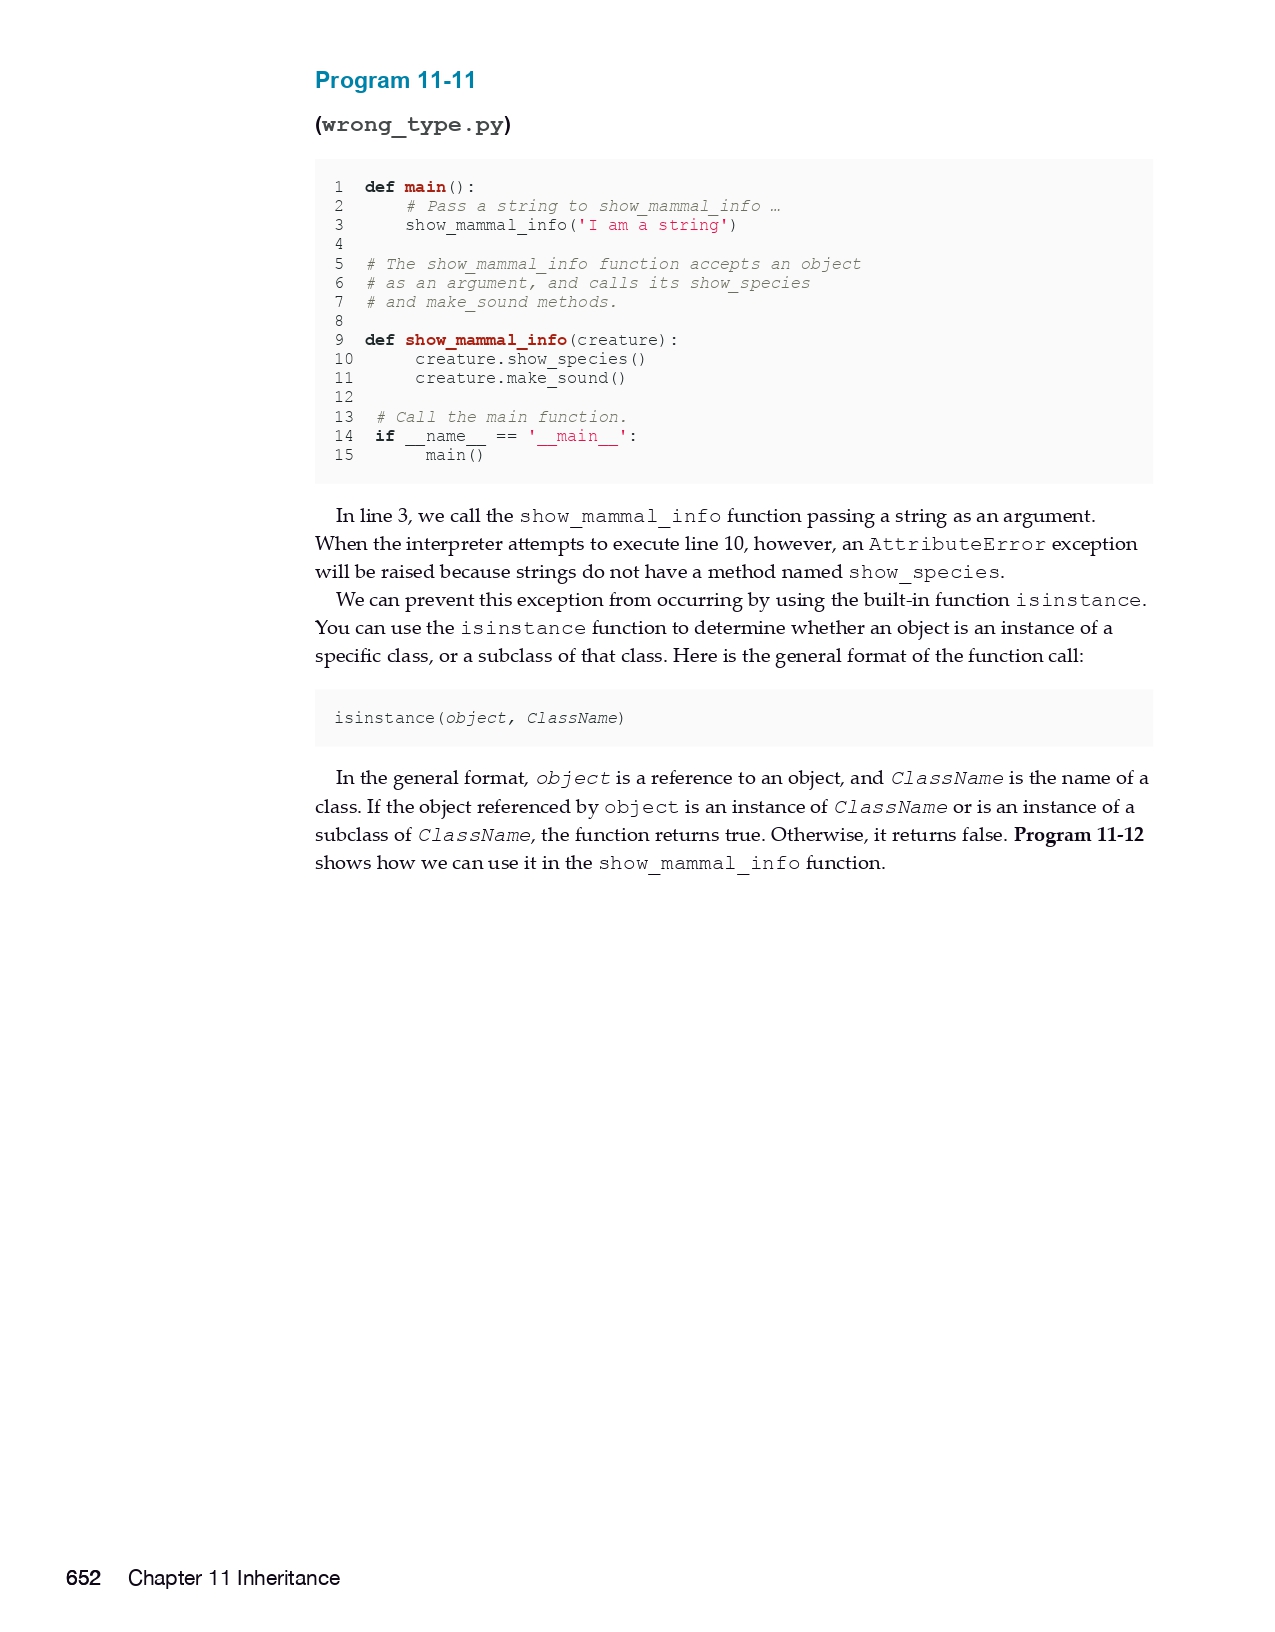 Program 11-11
(wrong_type.py)
1 def main():
2     # Pass a string to show_mammal_info …
3     show_mammal_info('I am a string')
4
5 # The show_mammal_info function accepts an object
6 # as an argument, and calls its show_species
7 # and make_sound methods.
8
9 def show_mammal_info(creature):
10     creature.show_species()
11     creature.make_sound()
12
13 # Call the main function.
14 if __name__ == '__main__':
15     main()
In line 3, we call the show_mammal_info function passing a string as an argument.
When the interpreter attempts to execute line 10, however, an AttributeError exception
will be raised because strings do not have a method named show_species.
We can prevent this exception from occurring by using the built-in function isinstance.
You can use the isinstance function to determine whether an object is an instance of a
specific class, or a subclass of that class. Here is the general format of the function call:
isinstance(object, ClassName)
In the general format, object is a reference to an object, and ClassName is the name of a
class. If the object referenced by object is an instance of ClassName or is an instance of a
subclass of ClassName, the function returns true. Otherwise, it returns false. Program 11-12
shows how we can use it in the show_mammal_info function.
652 Chapter 11 Inheritance